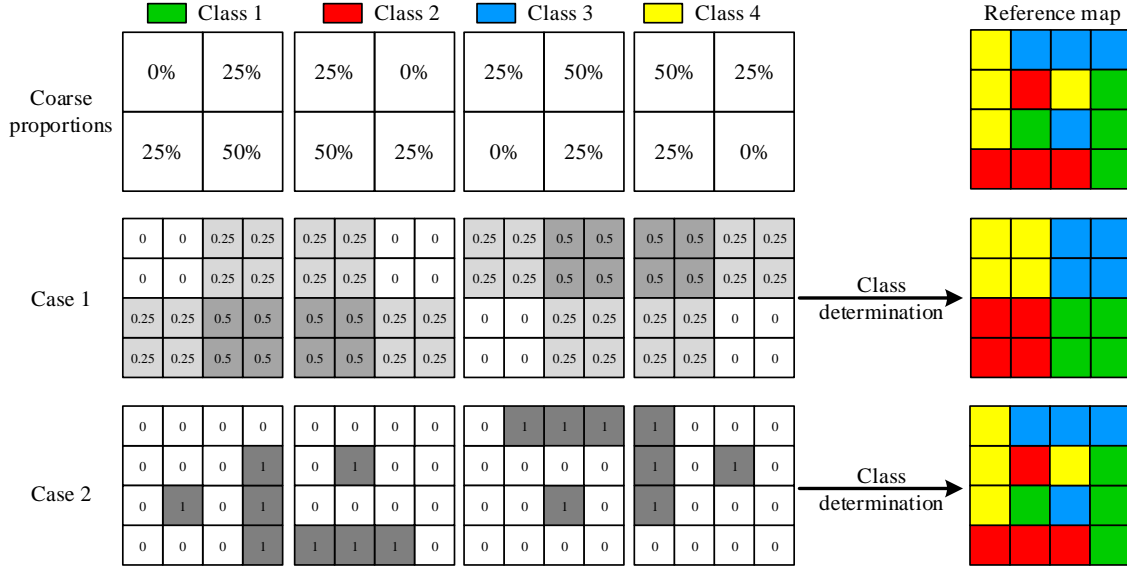 Class 1 Class 2 Class 3 Class 4 Reference map
0% 25% 25% 0% 25% 50% 50% 25%
Coarse
proportions
25% 50% 50% 25% 0% 25% 25% 0%
0 0 0.25 0.25 0.25 0.25 0 0 0.25 0.25 0.5 0.5 0.5 0.5 0.25 0.25
0 0 0.25 0.25 0.25 0.25 0 0 0.25 0.25 0.5 0.5 0.5 0.5 0.25 0.25
Case 1
Class
determination
0.25 0.25 0.5 0.5 0.5 0.5 0.25 0.25 0 0 0.25 0.25 0.25 0.25 0 0
0.25 0.25 0.5 0.5 0.5 0.5 0.25 0.25 0 0 0.25 0.25 0.25 0.25 0 0
0 0 0 0 0 0 0 0 0 1 1 1 1 0 0 0
0 0 0 1 0 1 0 0 0 0 0 0 1 0 1 0
Case 2
Class
determination
0 1 0 1 0 0 0 0 0 0 1 0 1 0 0 0
0 0 0 1 1 1 1 0 0 0 0 0 0 0 0 0